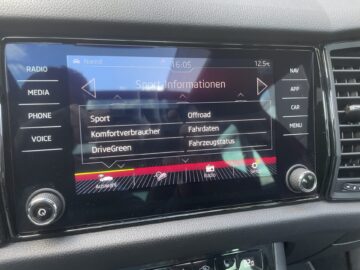 16:05
12.5°C
RADIO
MEDIA
PHONE
VOICE
NAV
APP
CAR
MENU
Sport-Informationen
Sport
Offroad
Komfortverbraucher
Fahrdaten
DriveGreen
Fahrzeugstatus
Radio